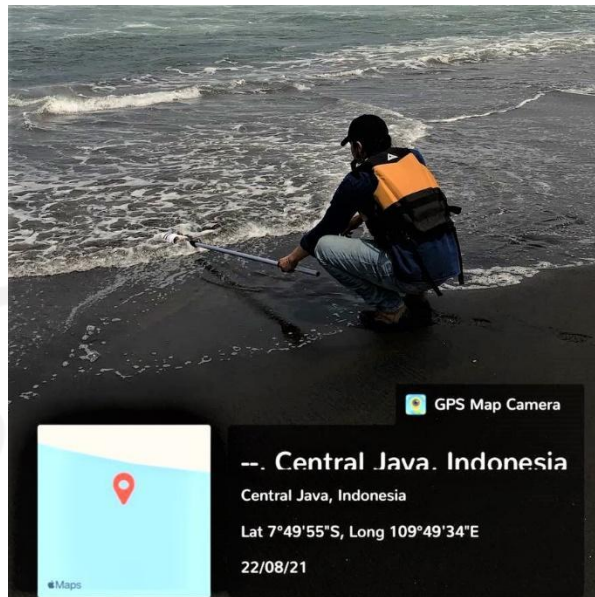 GPS Map Camera
--, Central Java, Indonesia
Central Java, Indonesia
Lat 7°49'55"S, Long 109°49'34"E
22/08/21
Maps